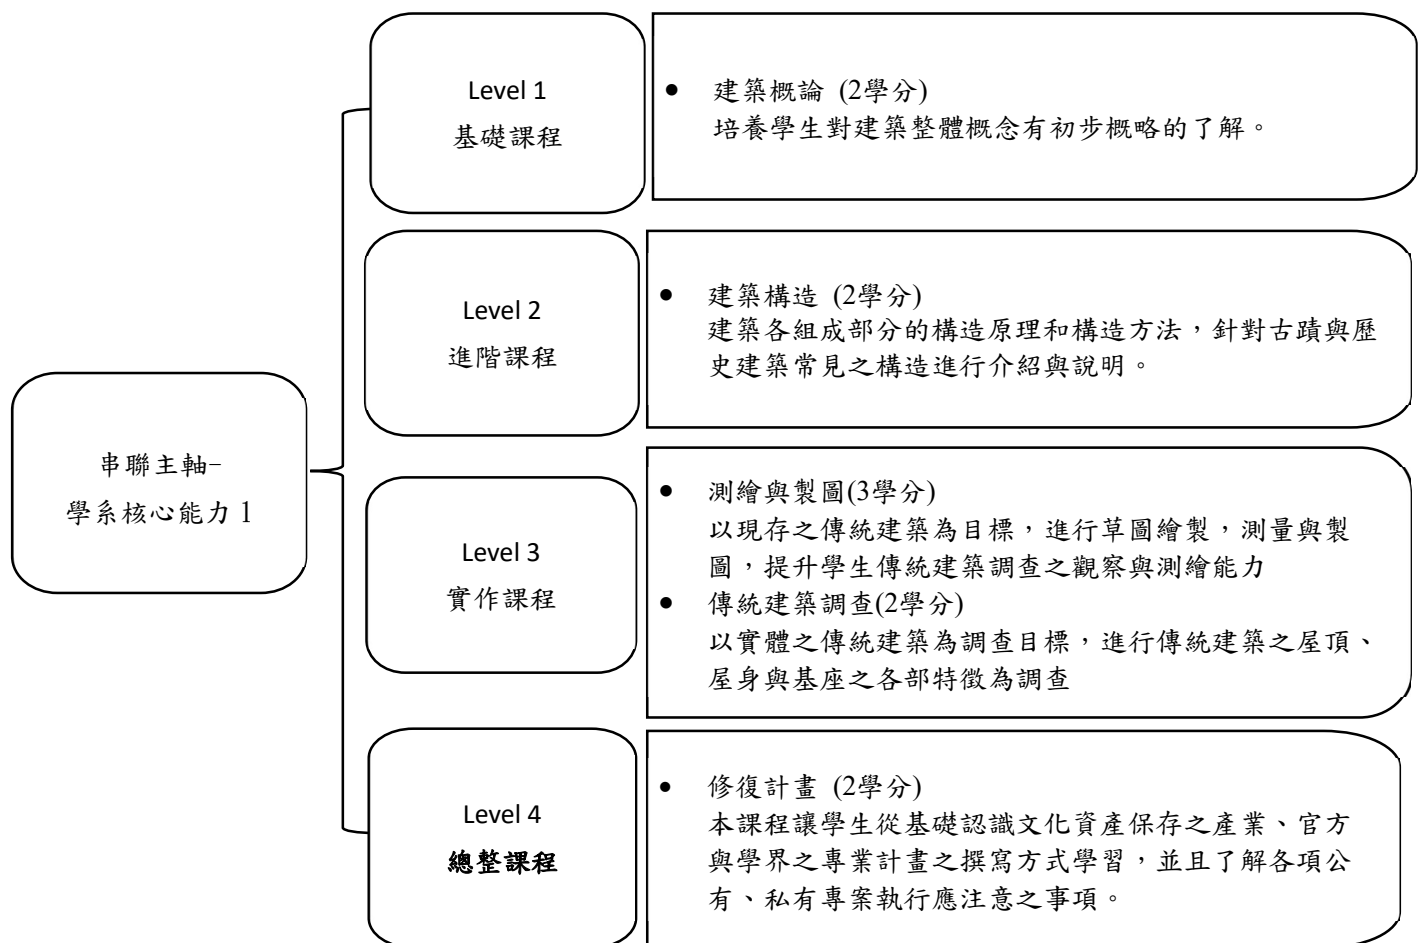 Level 1
基礎課程
● 建築概論 (2學分)
培養學生對建築整體概念有初步概略的了解。
Level 2
進階課程
● 建築構造 (2學分)
建築各組成部分的構造原理和構造方法，針對古蹟與歷
史建築常見之構造進行介紹與說明。
串聯主軸-
學系核心能力 1
Level 3
實作課程
● 測繪與製圖(3學分)
以現存之傳統建築為目標，進行草圖繪製，測量與製
圖，提升學生傳統建築調查之觀察與測繪能力
● 傳統建築調查(2學分)
以實體之傳統建築為調查目標，進行傳統建築之屋頂、
屋身與基座之各部特徵為調查
Level 4
總整課程
● 修復計畫 (2學分)
本課程讓學生從基礎認識文化資產保存之產業、官方
與學界之專業計畫之撰寫方式學習，並且了解各項公
有、私有專案執行應注意之事項。